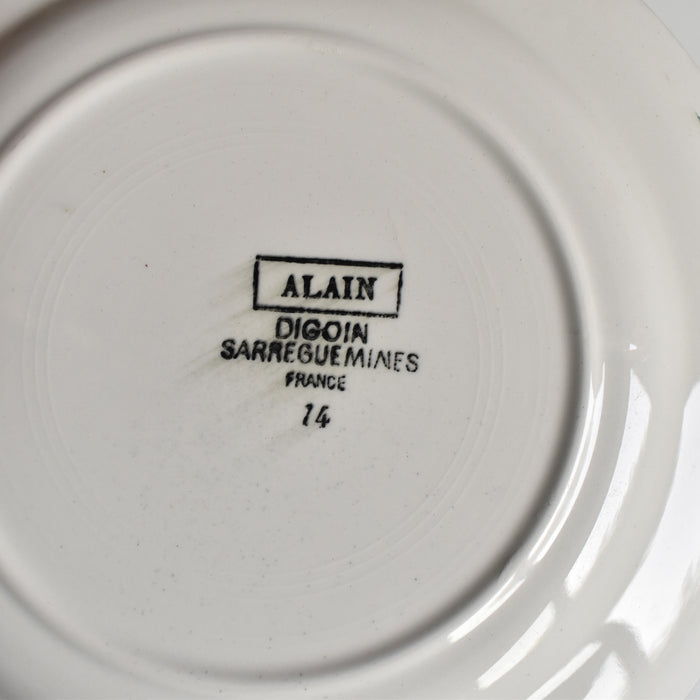 ALAIN
DIGOIN
SARREGUEMINES
FRANCE
14